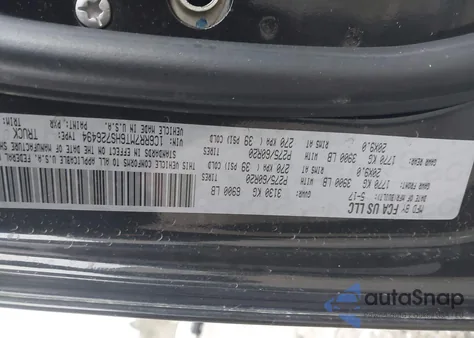 MFD BY FCA US LLC
DATE OF MFR/BUILT: 5-17 GVWR: 3130 KG 6900 LB
GAWR FRONT: 1770 KG 3900 LB WITH P275/60R20 TIRES
20X9.0 RIMS AT 270 KPA( 39 PSI) COLD
GAWR REAR: 1770 KG 3900 LB WITH P275/60R20 TIRES
20X9.0 RIMS AT 270 KPA( 39 PSI) COLD
THIS VEHICLE CONFORMS TO ALL APPLICABLE U.S.A. FEDERAL
STANDARDS IN EFFECT ON THE DATE OF MANUFACTURE
VIN: TYPE: TRUCK
VEHICLE MADE IN U.S.A. PAINT: PXR TRIM:
autoSnap